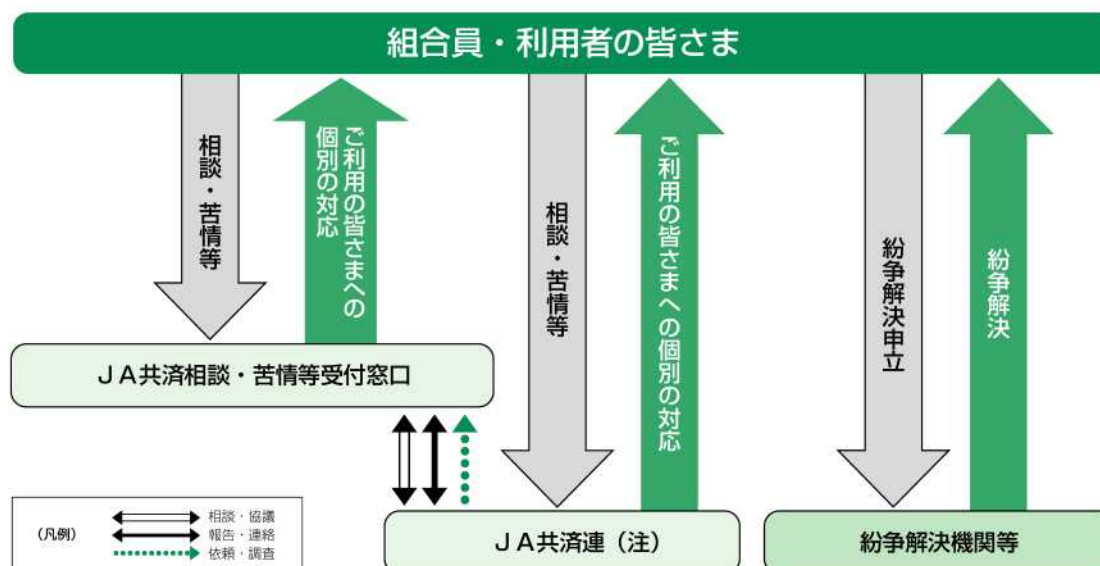 組合員・利用者の皆さま
相談・苦情等
ご利用の皆さまへの
個別の対応
相談・苦情等
ご利用の皆さまへの個別の対応
紛争解決申立
紛争解決
ＪＡ共済相談・苦情等受付窓口
（凡例）
相談・協議
報告・連絡
依頼・調査
ＪＡ共済連（注）
紛争解決機関等